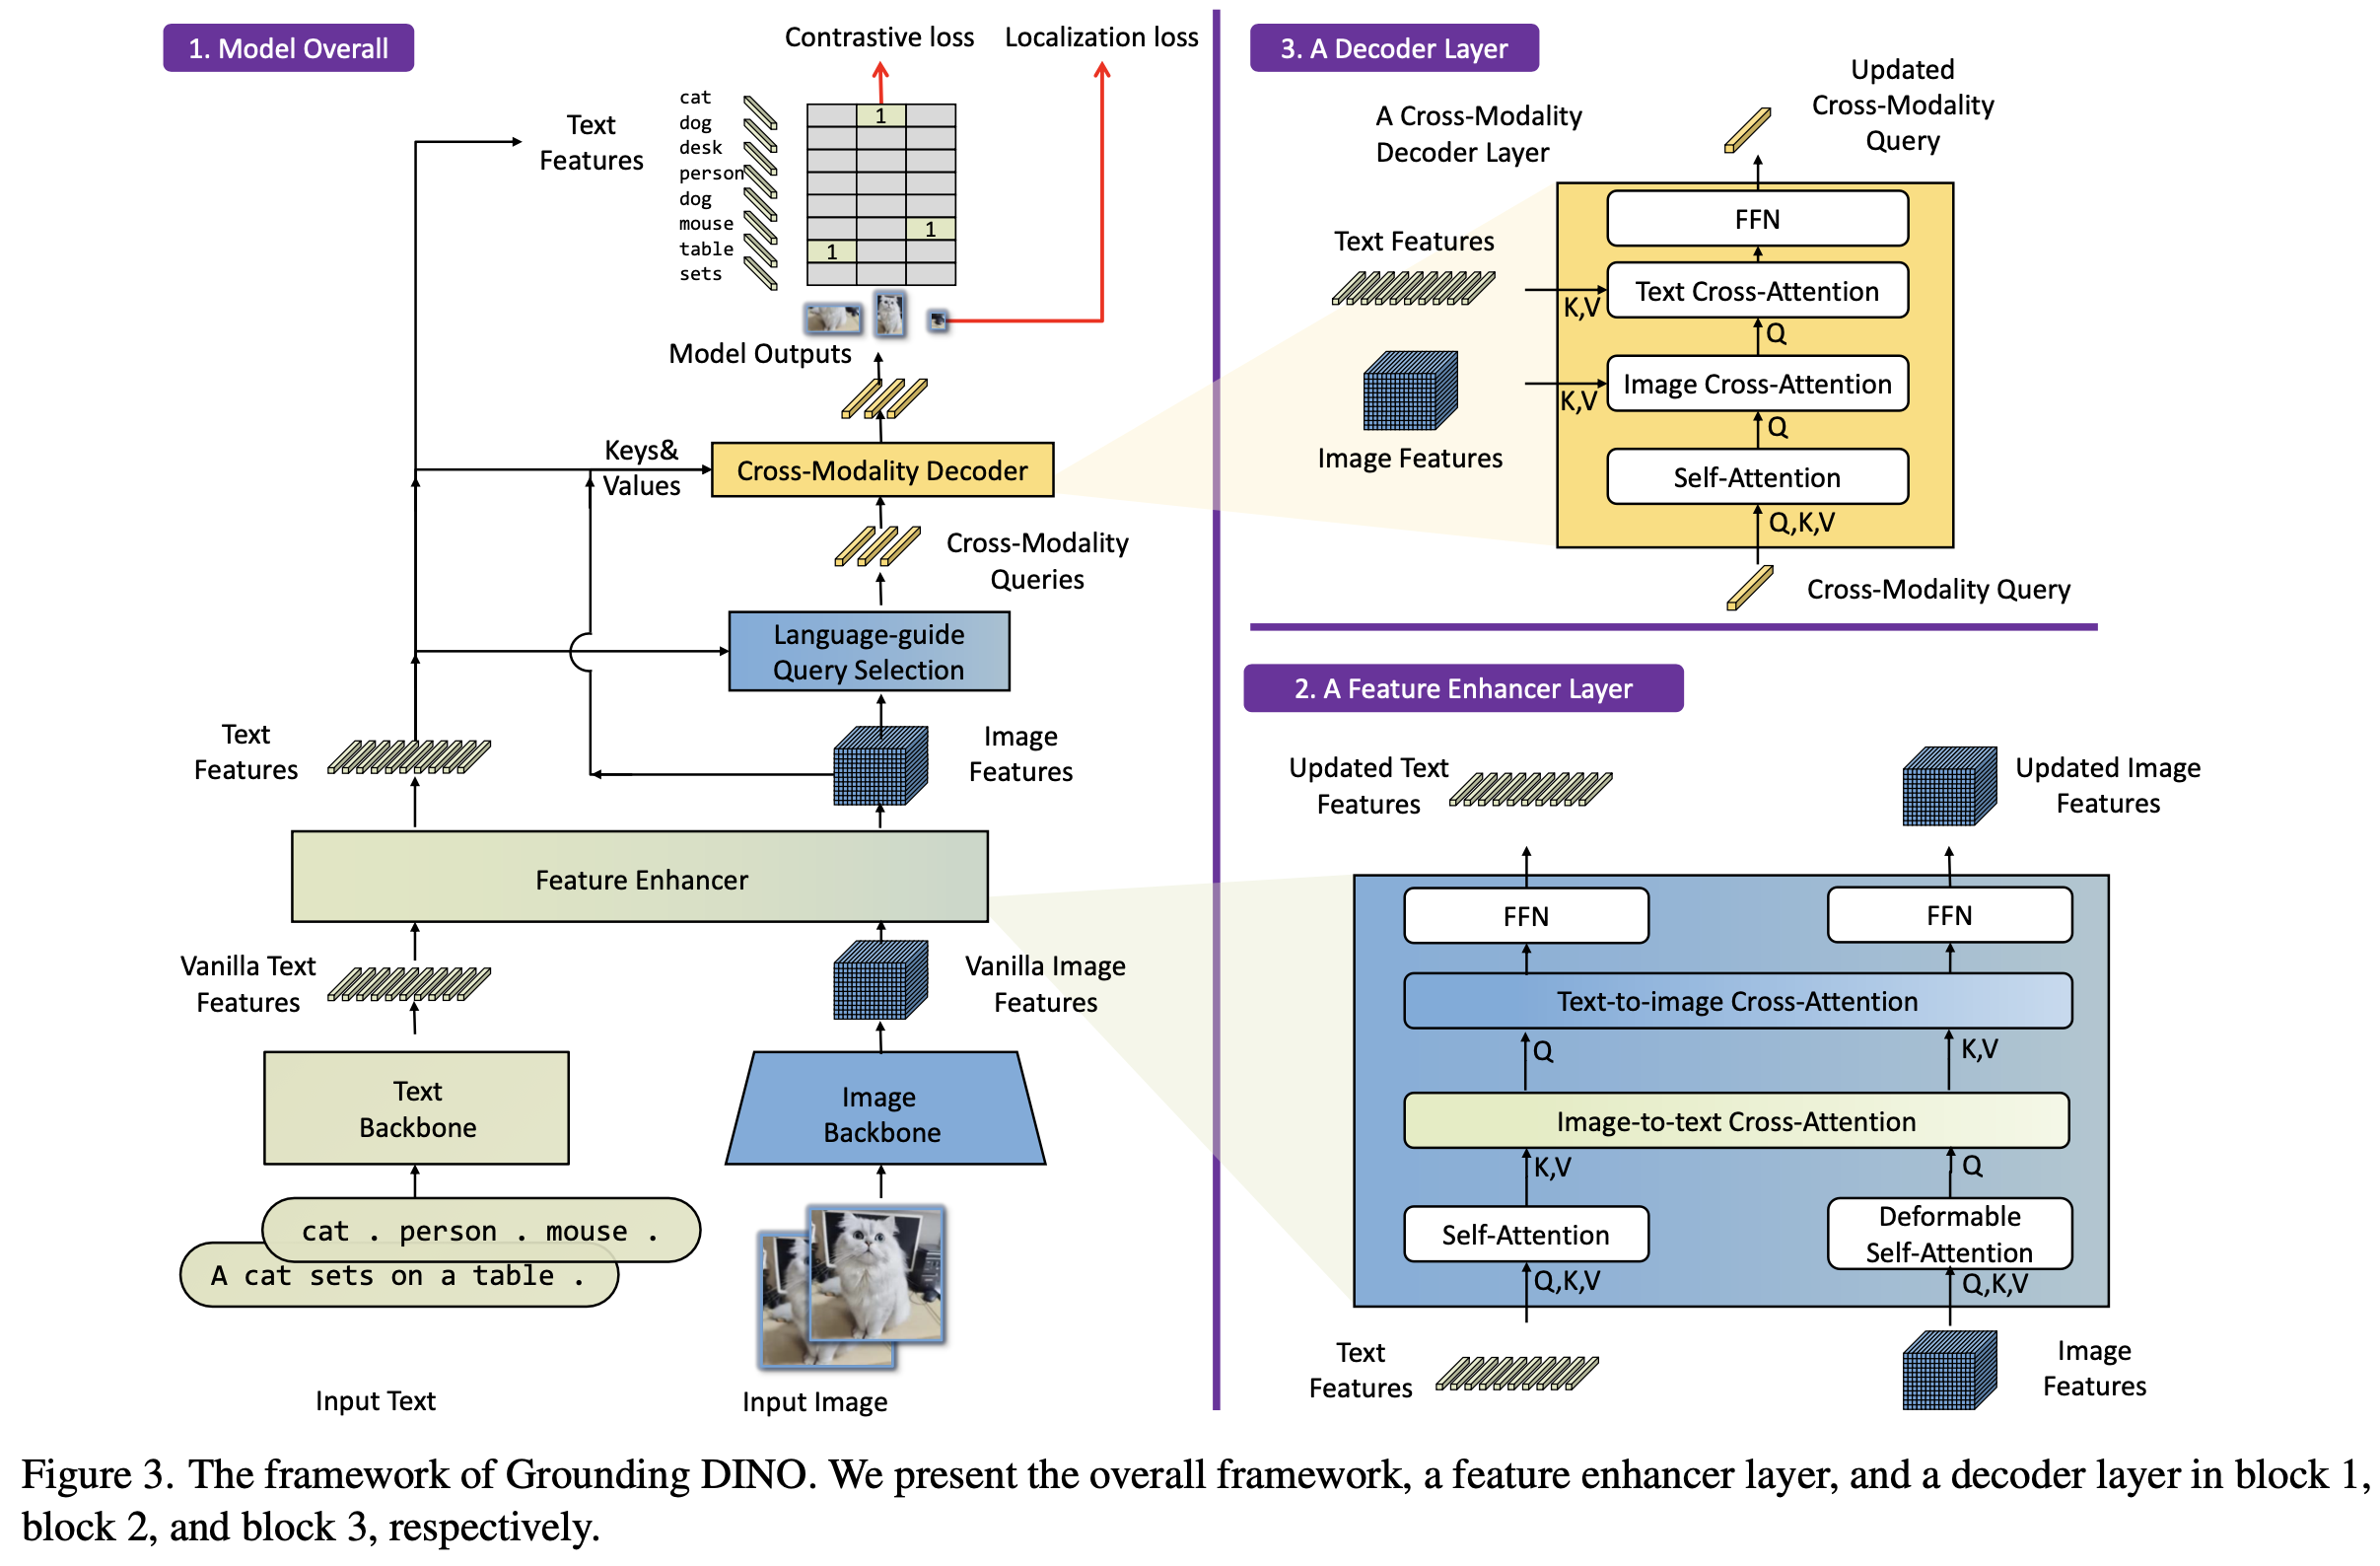 1. Model Overall
Contrastive loss
Localization loss
Text
Features
cat
dog
desk
person
dog
mouse
table
sets
1
1
1
Model Outputs
Keys&
Values
Cross-Modality Decoder
Cross-Modality
Queries
Language-guide
Query Selection
Text
Features
Image
Features
Feature Enhancer
Vanilla Text
Features
Vanilla Image
Features
Text
Backbone
Image
Backbone
cat . person . mouse .
A cat sets on a table .
Input Text
Input Image
3. A Decoder Layer
A Cross-Modality
Decoder Layer
Updated
Cross-Modality
Query
FFN
Text Features
Text Cross-Attention
K,V
Q
Image Cross-Attention
K,V
Q
Image Features
Self-Attention
Q,K,V
Cross-Modality Query
2. A Feature Enhancer Layer
Updated Text
Features
Updated Image
Features
FFN
FFN
Text-to-image Cross-Attention
Q
K,V
Image-to-text Cross-Attention
K,V
Q
Self-Attention
Deformable
Self-Attention
Q,K,V
Q,K,V
Text
Features
Image
Features
Figure 3. The framework of Grounding DINO. We present the overall framework, a feature enhancer layer, and a decoder layer in block 1,
block 2, and block 3, respectively.